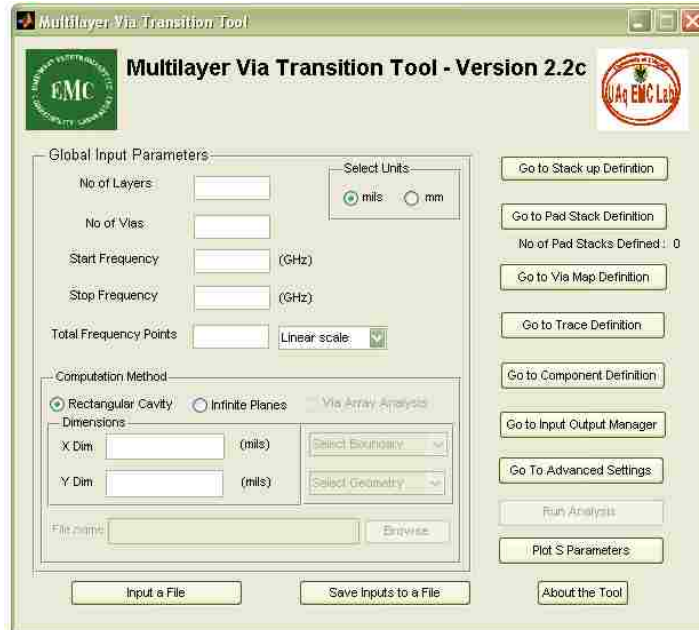 Multilayer Via Transition Tool
EMC
Multilayer Via Transition Tool - Version 2.2c
UAq EMC Lab
Global Input Parameters
No of Layers
Select Units
mils
mm
No of Vias
Start Frequency
(GHz)
Stop Frequency
(GHz)
Total Frequency Points
Linear scale
Computation Method
Rectangular Cavity
Infinite Planes
Via Array Analysis
Dimensions
X Dim
(mils)
Select Boundary
Y Dim
(mils)
Select Geometry
File name
Browse
Input a File
Save Inputs to a File
Go to Stack up Definition
Go to Pad Stack Definition
No of Pad Stacks Defined : 0
Go to Via Map Definition
Go to Trace Definition
Go to Component Definition
Go to Input Output Manager
Go To Advanced Settings
Run Analysis
Plot S Parameters
About the Tool